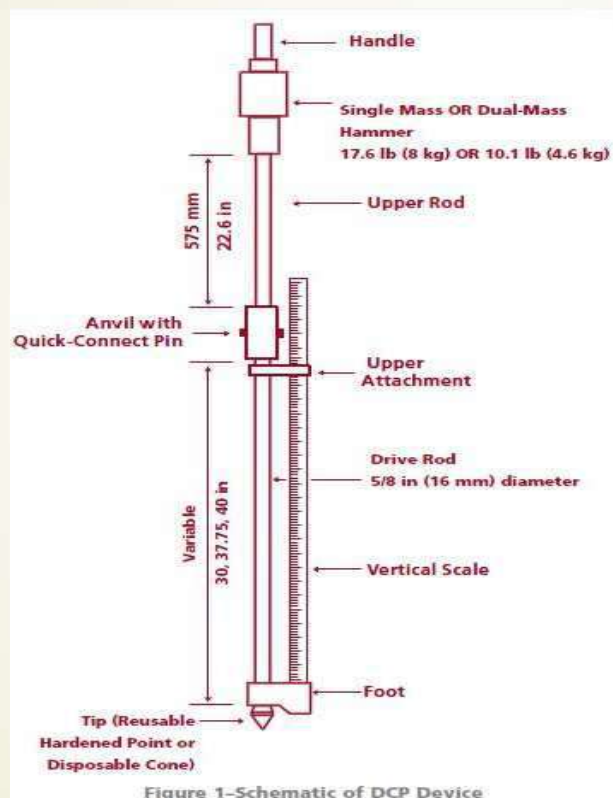 Handle
Single Mass OR Dual-Mass
Hammer
17.6 lb (8 kg) OR 10.1 lb (4.6 kg)
575 mm
22.6 in
Upper Rod
Anvil with
Quick-Connect Pin
Upper
Attachment
Drive Rod
5/8 in (16 mm) diameter
Variable
30, 37.75, 40 in
Vertical Scale
Foot
Tip (Reusable
Hardened Point or
Disposable Cone)
Figure 1-Schematic of DCP Device